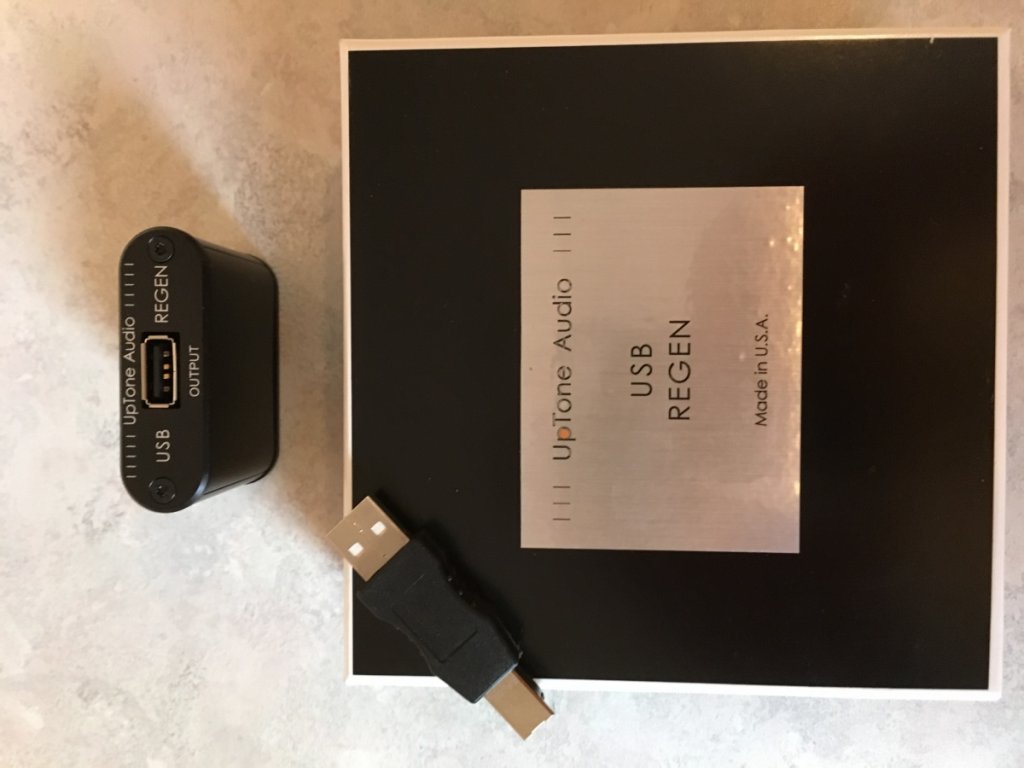 UpTone Audio
USB REGEN
OUTPUT
UpTone Audio
USB
REGEN
Made in U.S.A.